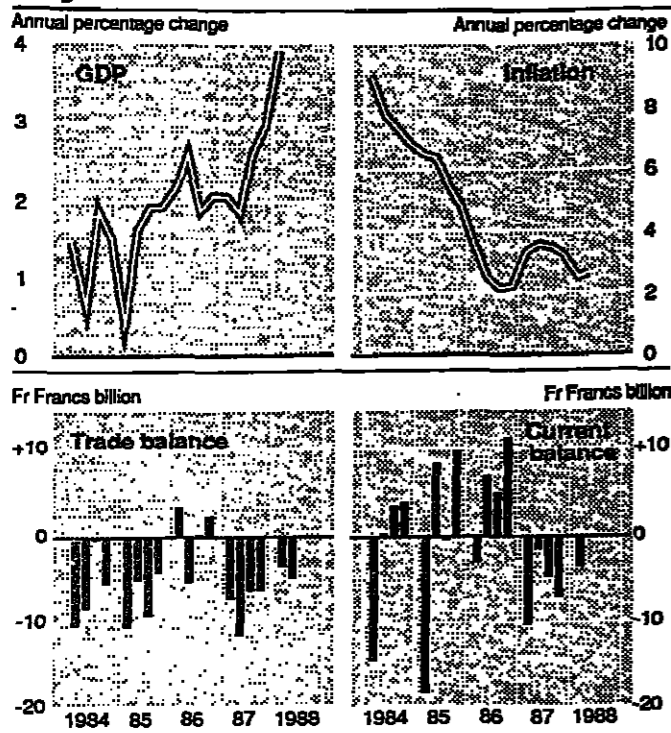 Annual percentage change
Annual percentage change
4
3
2
1
0
GDP
10
8
6
4
2
0
Inflation
Fr Francs billion
Fr Francs billion
+10
0
-10
-20
Trade balance
1984 85 86 87 1988
+10
0
-10
-20
Current
balance
1984 85 86 87 1988